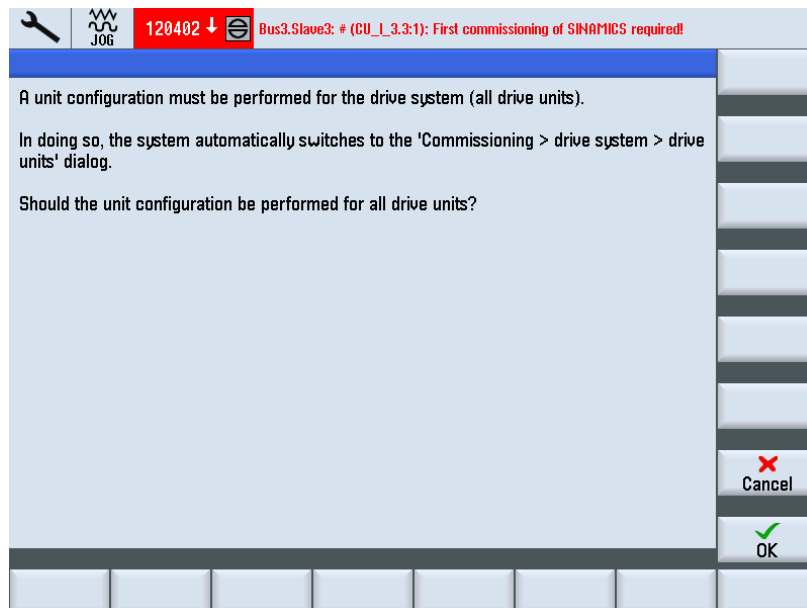 JOG
120402
Bus3.Slave3: # (CU_I_3.3:1): First commissioning of SINAMICS required!
A unit configuration must be performed for the drive system (all drive units).
In doing so, the system automatically switches to the 'Commissioning > drive system > drive
units' dialog.
Should the unit configuration be performed for all drive units?
Cancel
OK